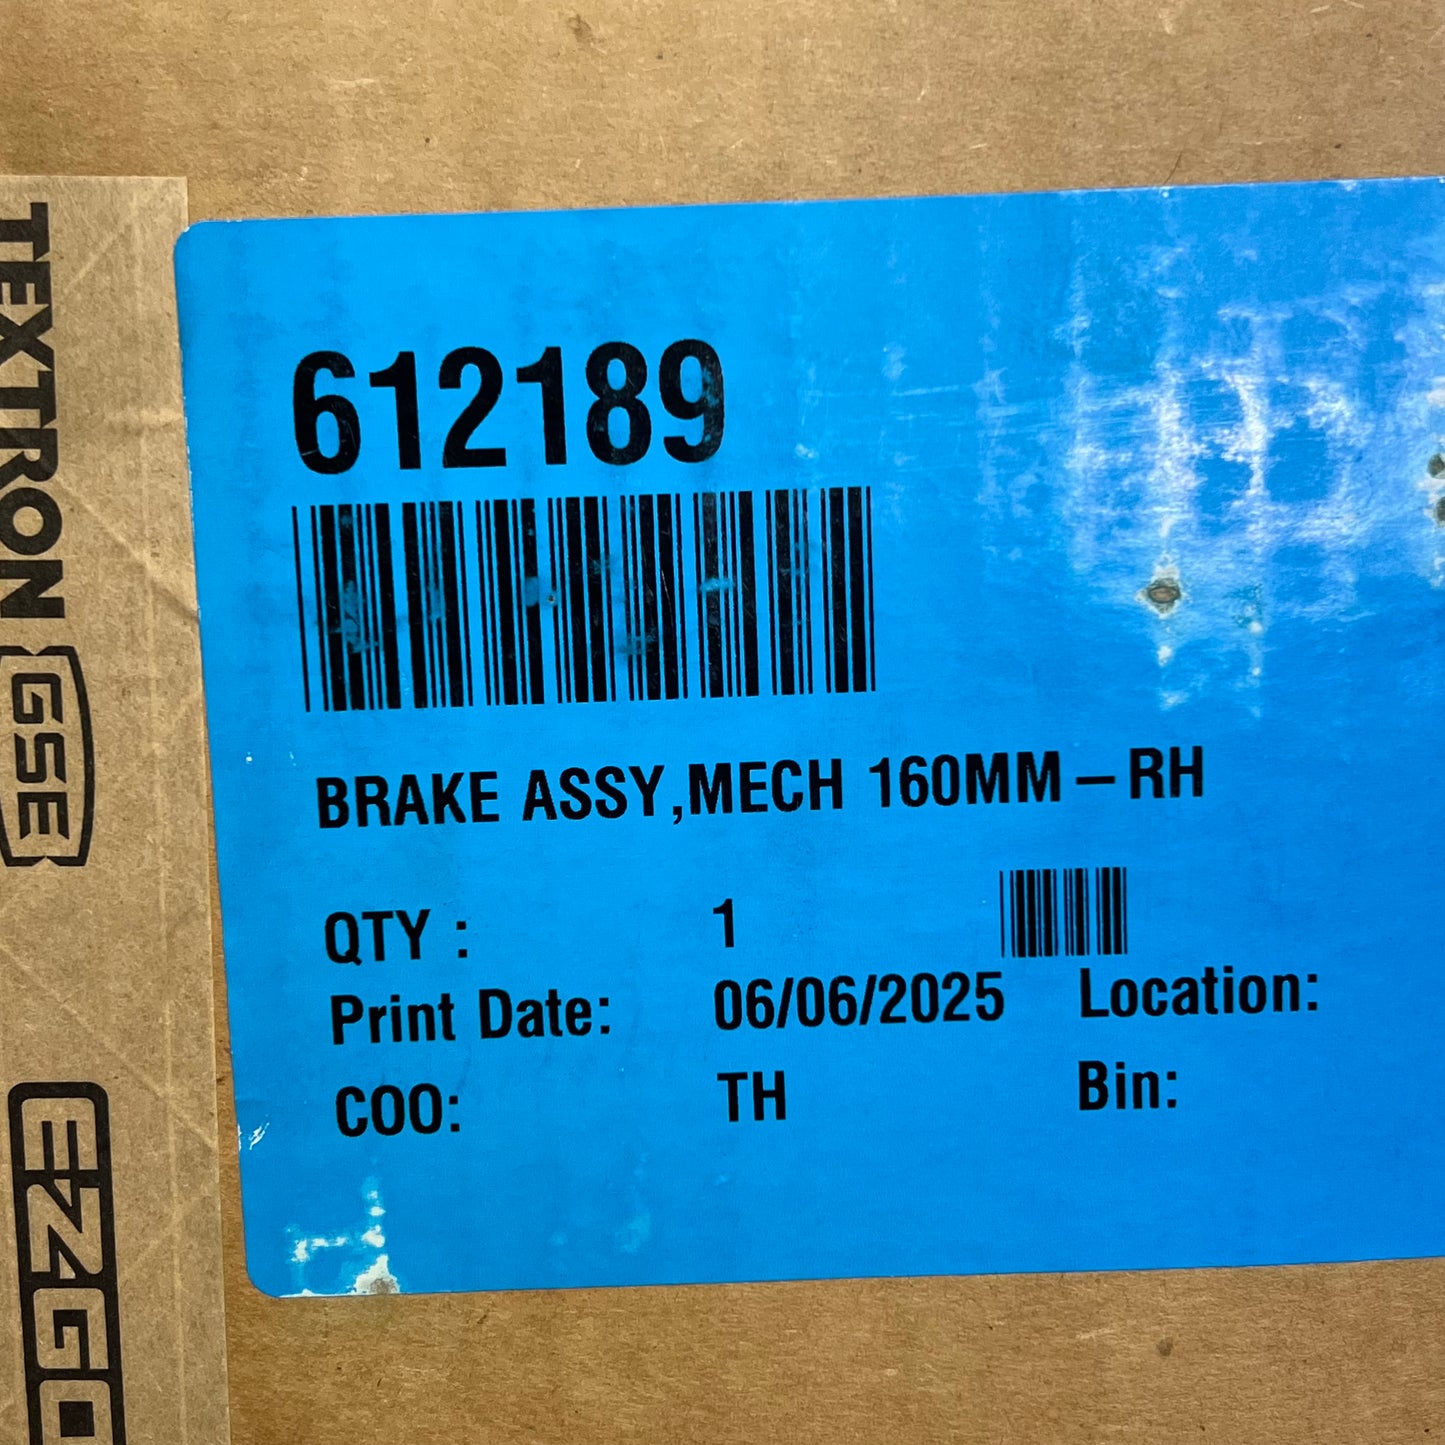 TEXTRON GSE
EZGO
612189
BRAKE ASSY,MECH 160MM-RH
QTY : 1
Print Date: 06/06/2025 Location:
COO: TH Bin: